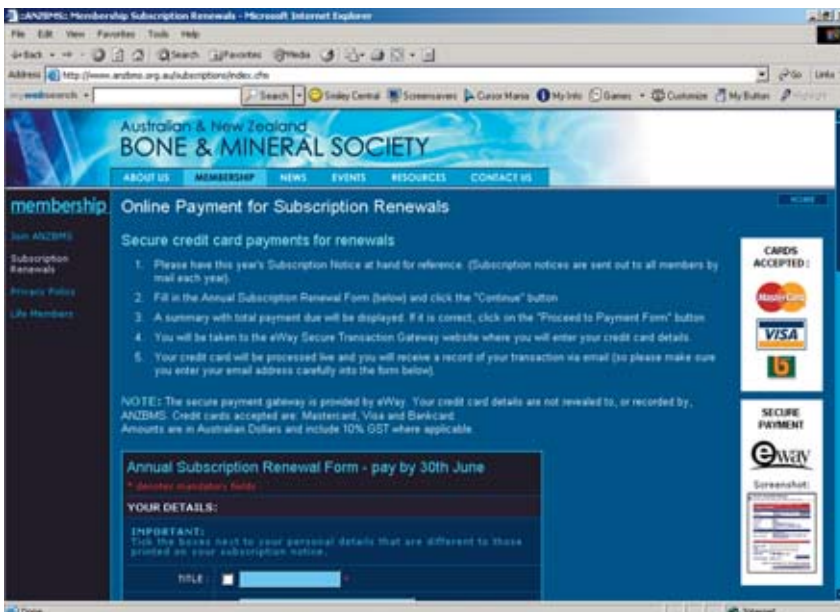 ::ANZBMS:: Membership Subscription Renewals - Microsoft Internet Explorer
File Edit View Favorites Tools Help
Back Search Favorites Media
Address http://www.anzbms.org.au/subscriptions/index.cfm Go Links
mywebsearch Search Smiley Central Screensavers Cursor Mania My Info Games Customize My Button
Australian & New Zealand
BONE & MINERAL SOCIETY
ABOUT US MEMBERSHIP NEWS EVENTS RESOURCES CONTACT US
membership
Join ANZBMS
Subscription
Renewals
Privacy Policy
Life Members
HOME
Online Payment for Subscription Renewals
Secure credit card payments for renewals
1. Please have this year's Subscription Notice at hand for reference. (Subscription notices are sent out to all members by
mail each year).
2. Fill in the Annual Subscription Renewal Form (below) and click the "Continue" button
3. A summary with total payment due will be displayed. If it is correct, click on the "Proceed to Payment Form" button
4. You will be taken to the eWay Secure Transaction Gateway website where you will enter your credit card details.
5. Your credit card will be processed live and you will receive a record of your transaction via email (so please make sure
you enter your email address carefully into the form below).
NOTE: The secure payment gateway is provided by eWay. Your credit card details are not revealed to, or recorded by,
ANZBMS. Credit cards accepted are: Mastercard, Visa and Bankcard.
Amounts are in Australian Dollars and include 10% GST where applicable.
Annual Subscription Renewal Form - pay by 30th June
* denotes mandatory fields
YOUR DETAILS:
IMPORTANT:
Tick the boxes next to your personal details that are different to those
printed on your subscription notice.
TITLE : *
CARDS
ACCEPTED :
MasterCard
VISA
b
SECURE
PAYMENT
eway
Screenshot:
Done Internet